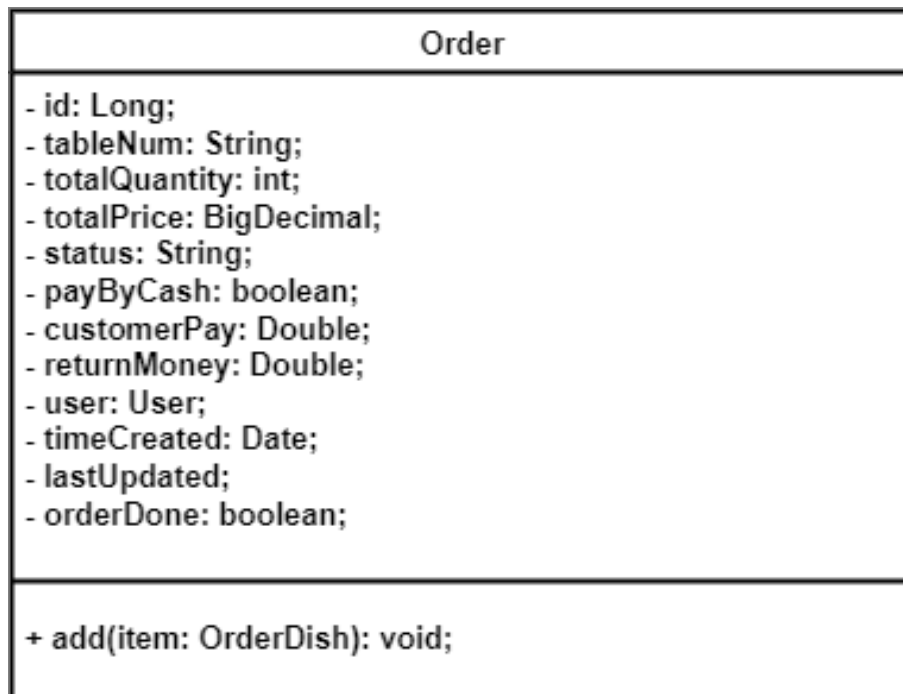 Order
- id: Long;
- tableNum: String;
- totalQuantity: int;
- totalPrice: BigDecimal;
- status: String;
- payByCash: boolean;
- customerPay: Double;
- returnMoney: Double;
- user: User;
- timeCreated: Date;
- lastUpdated;
- orderDone: boolean;
+ add(item: OrderDish): void;